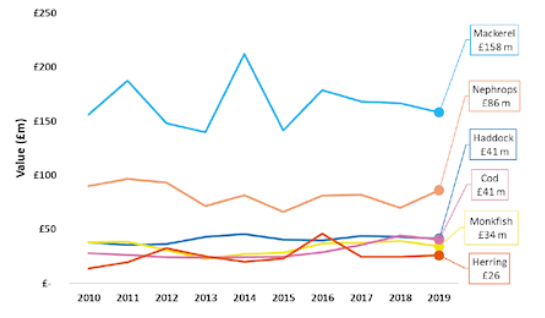 £250
£200
£150
£100
£50
£-
Value (£m)
2010 2011 2012 2013 2014 2015 2016 2017 2018 2019
Mackerel
£158 m
Nephrops
£86 m
Haddock
£41 m
Cod
£41 m
Monkfish
£34 m
Herring
£26